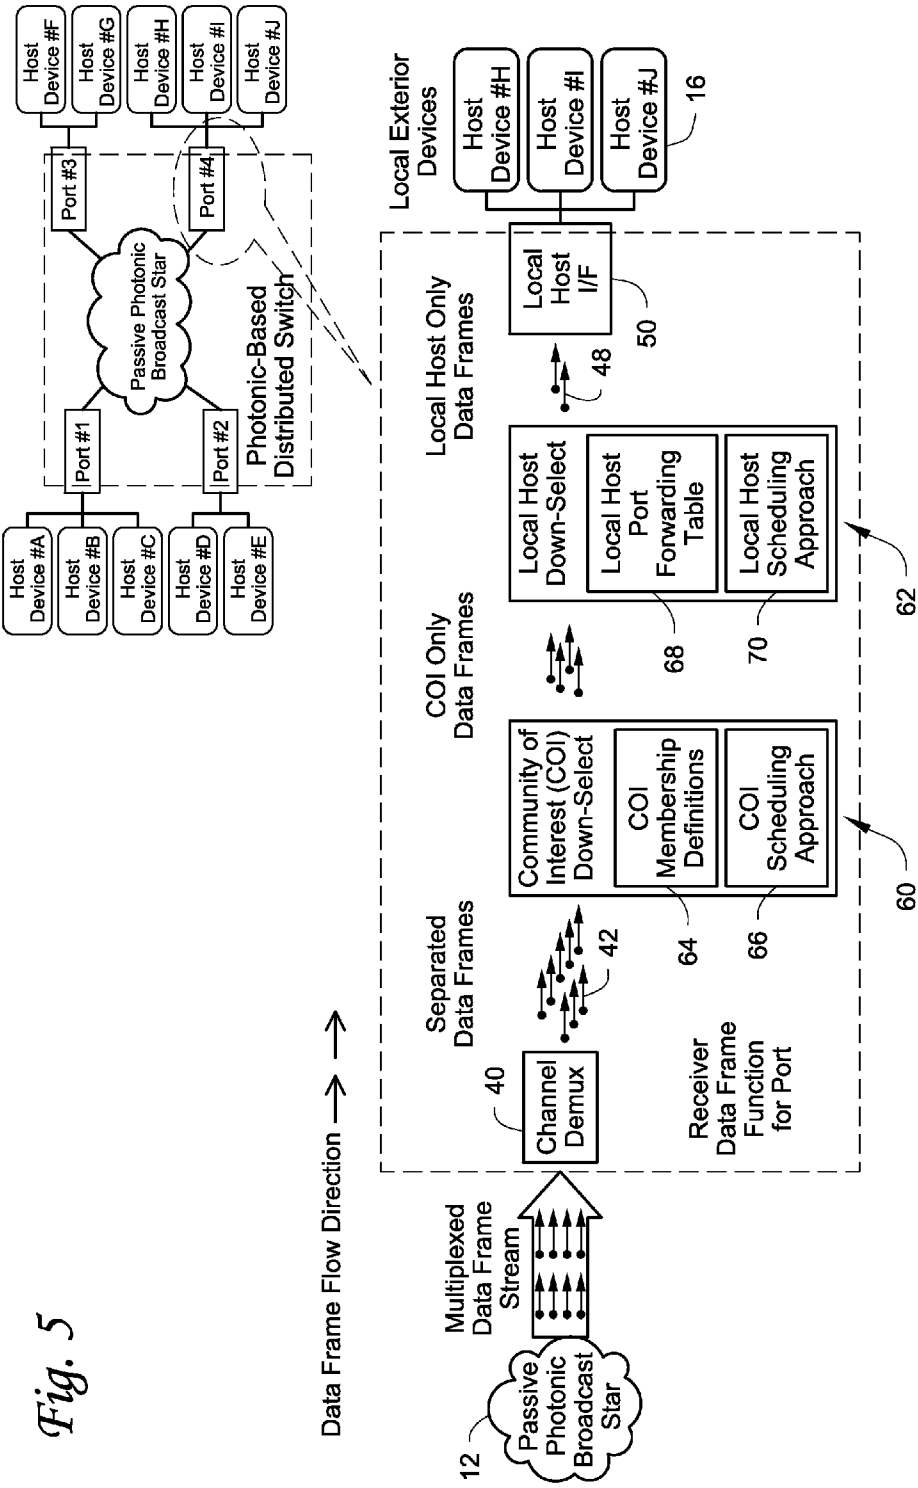 Fig. 5
Host
Device #A
Host
Device #B
Host
Device #C
Host
Device #D
Host
Device #E
Port #1
Port #2
Passive Photonic
Broadcast Star
Photonic-Based
Distributed Switch
Port #3
Port #4
Host
Device #F
Host
Device #G
Host
Device #H
Host
Device #I
Host
Device #J
Data Frame Flow Direction
12
Passive
Photonic
Broadcast
Star
Multiplexed
Data Frame
Stream
40
Channel
Demux
Receiver
Data Frame
Function
for Port
Separated
Data Frames
42
Community of
Interest (COI)
Down-Select
COI
Membership
Definitions
64
COI
Scheduling
Approach
66
60
COI Only
Data Frames
Local Host
Down-Select
Local Host
Port
Forwarding
Table
68
Local Host
Scheduling
Approach
70
62
Local Host Only
Data Frames
48
Local
Host
I/F
50
Local Exterior
Devices
Host
Device #H
Host
Device #I
Host
Device #J
16